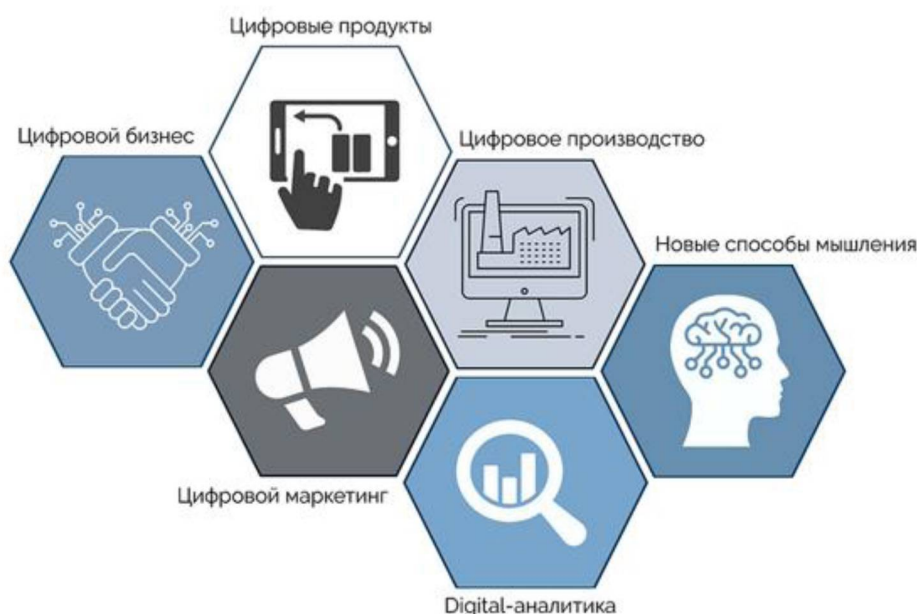 Цифровые продукты
Цифровой бизнес
Цифровое производство
Новые способы мышления
Цифровой маркетинг
Digital-аналитика